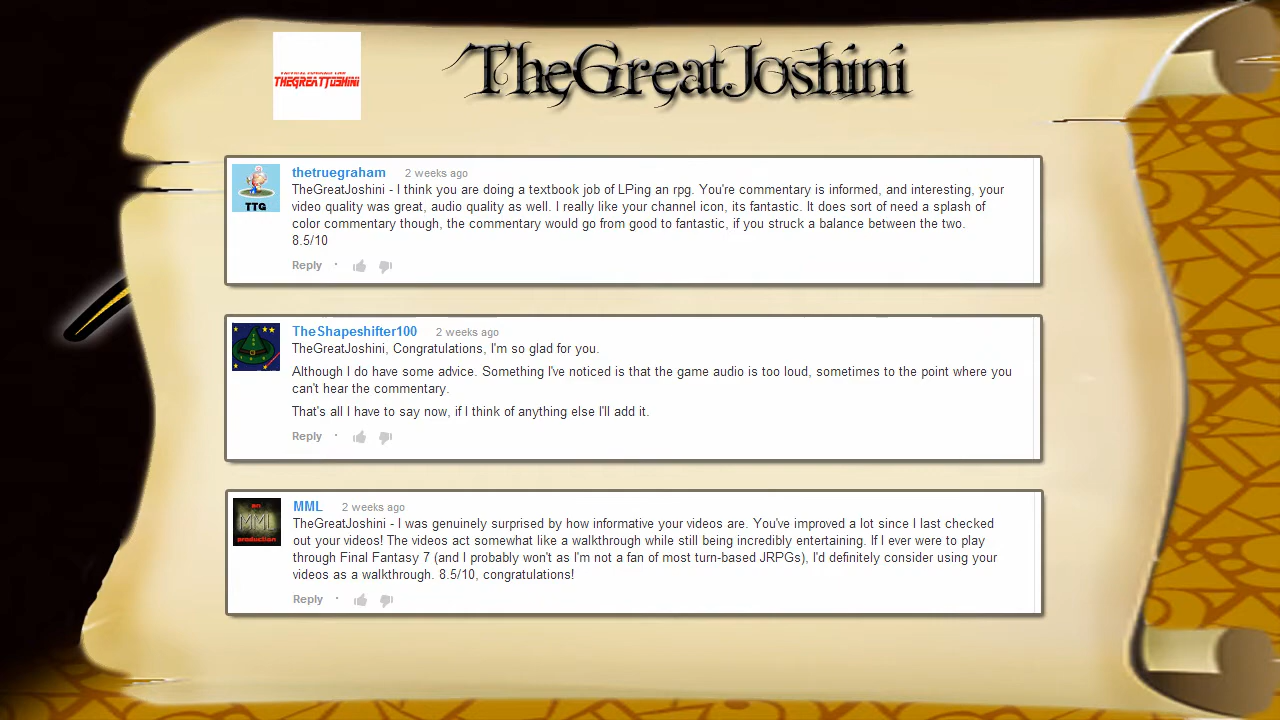 TheGreatJoshini
THEGREATJOSHINI
thetruegraham 2 weeks ago
TheGreatJoshini - I think you are doing a textbook job of LPing an rpg. You're commentary is informed, and interesting, your
video quality was great, audio quality as well. I really like your channel icon, its fantastic. It does sort of need a splash of
color commentary though, the commentary would go from good to fantastic, if you struck a balance between the two.
8.5/10
TTG
Reply
TheShapeshifter100 2 weeks ago
TheGreatJoshini, Congratulations, I'm so glad for you.
Although I do have some advice. Something I've noticed is that the game audio is too loud, sometimes to the point where you
can't hear the commentary.
That's all I have to say now, if I think of anything else I'll add it.
Reply
MML 2 weeks ago
an
MML
production
TheGreatJoshini - I was genuinely surprised by how informative your videos are. You've improved a lot since I last checked
out your videos! The videos act somewhat like a walkthrough while still being incredibly entertaining. If I ever were to play
through Final Fantasy 7 (and I probably won't as I'm not a fan of most turn-based JRPGs), I'd definitely consider using your
videos as a walkthrough. 8.5/10, congratulations!
Reply